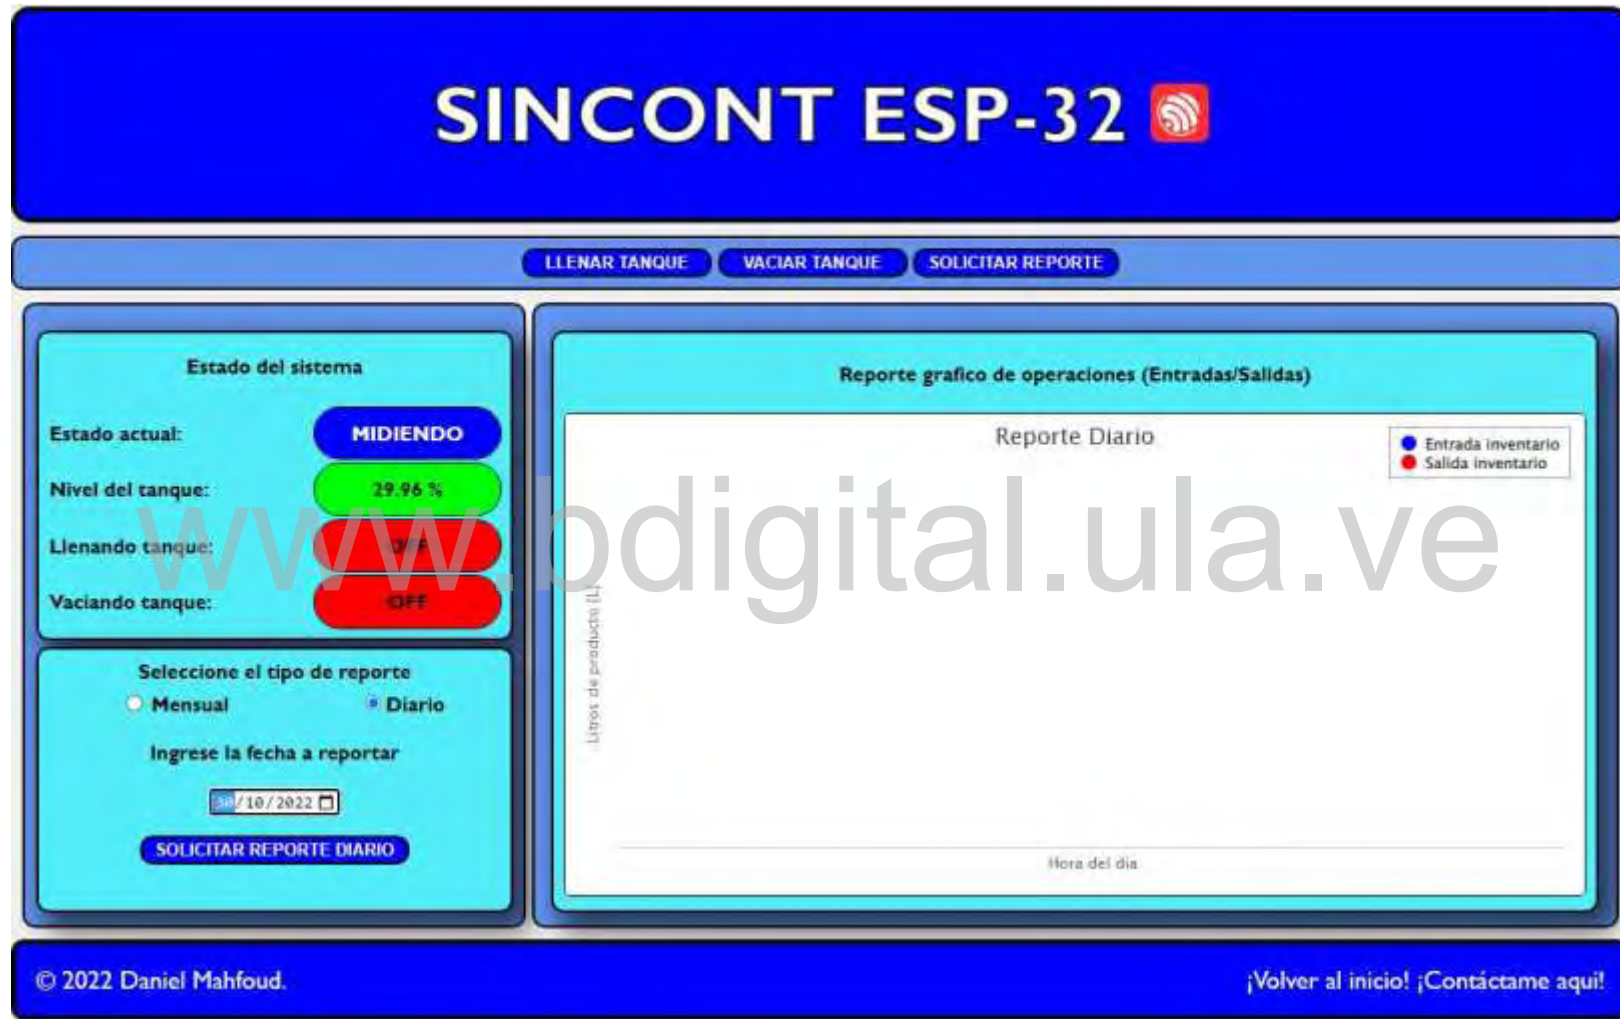 SINCONT ESP-32
LLENAR TANQUE VACIAR TANQUE SOLICITAR REPORTE
Estado del sistema
Estado actual: MIDIENDO
Nivel del tanque: 29.96 %
Llenando tanque: OFF
Vaciando tanque: OFF
Seleccione el tipo de reporte
Mensual Diario
Ingrese la fecha a reportar
30/10/2022
SOLICITAR REPORTE DIARIO
Reporte grafico de operaciones (Entradas/Salidas)
Reporte Diario
Entrada inventario
Salida inventario
Litros de producto (L)
Hora del dia
www.bdigital.ula.ve
© 2022 Daniel Mahfoud.
¡Volver al inicio! ¡Contáctame aqui!